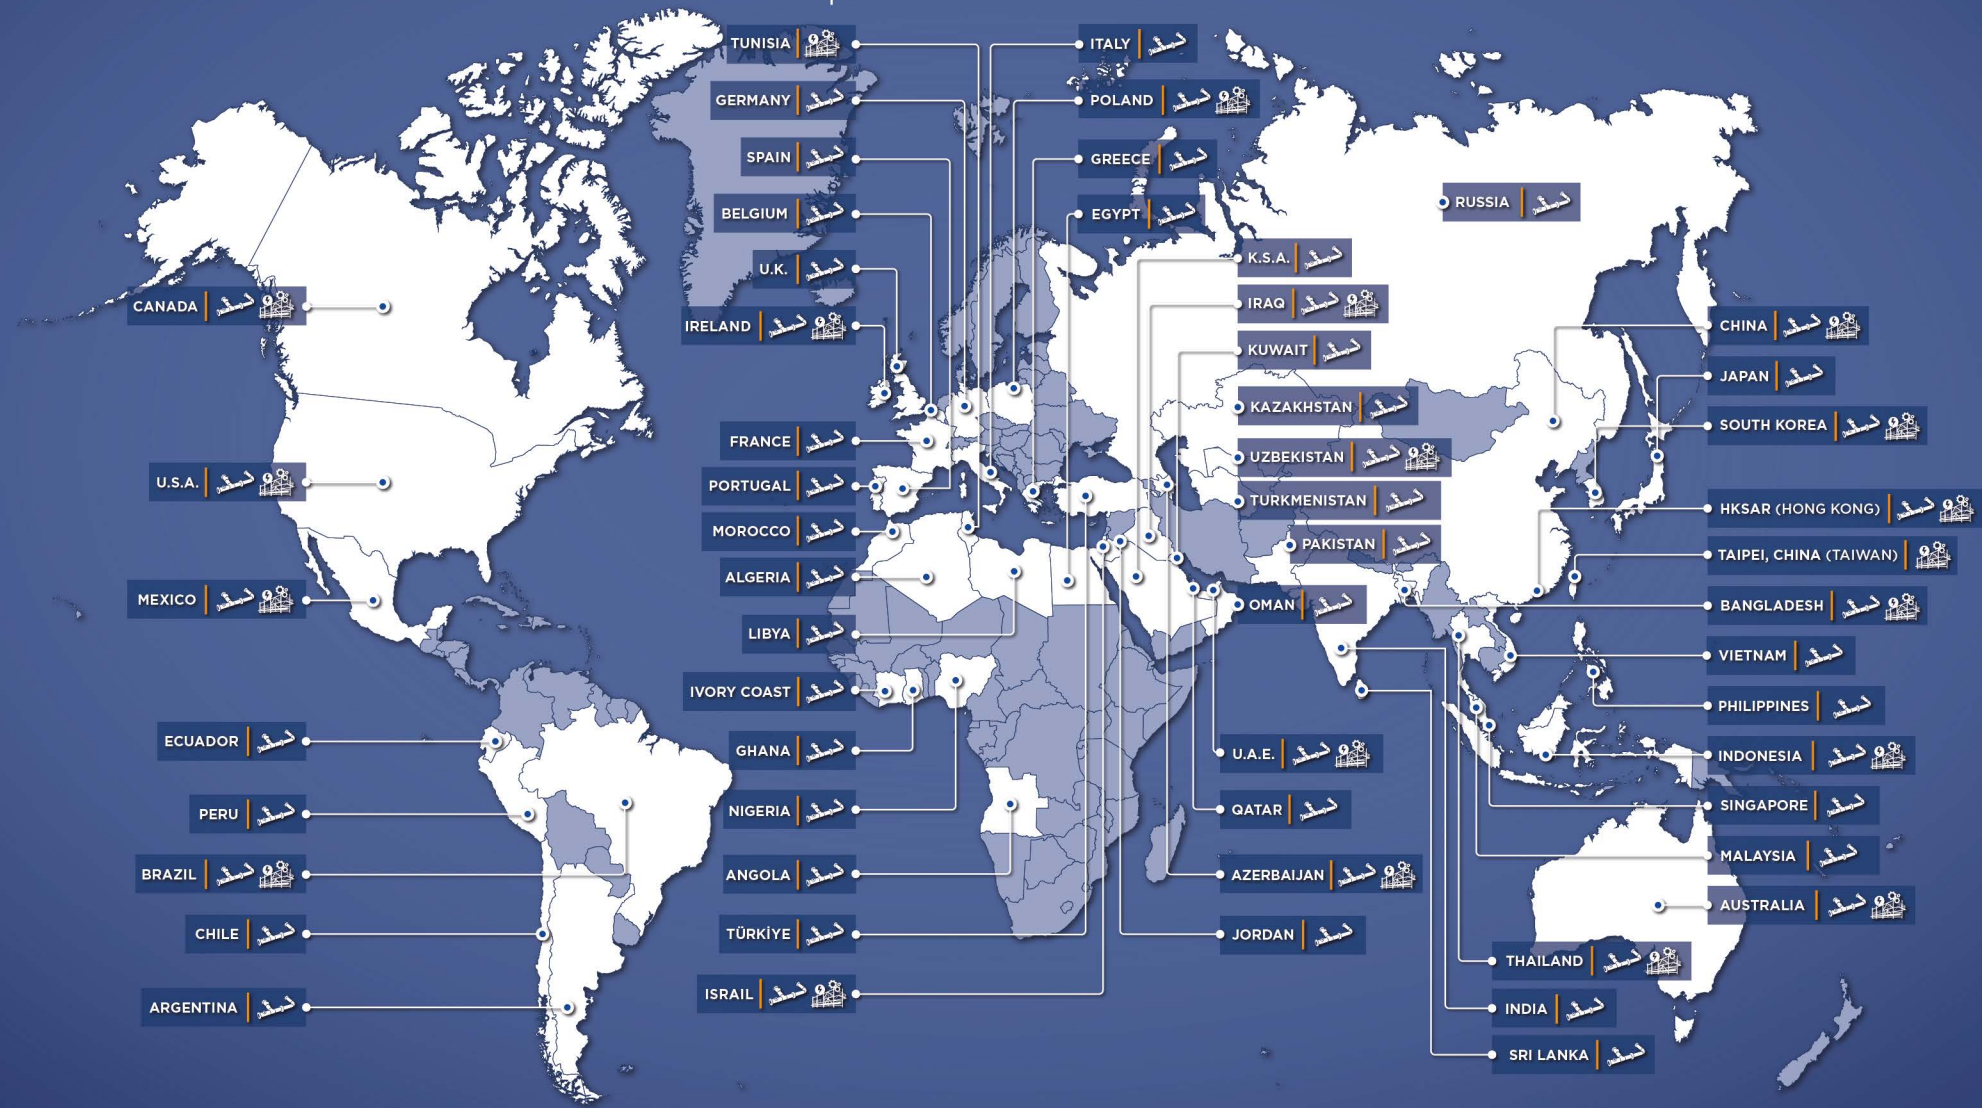 TUNISIA
ITALY
GERMANY
POLAND
SPAIN
GREECE
BELGIUM
EGYPT
RUSSIA
U.K.
K.S.A.
CANADA
IRELAND
IRAQ
CHINA
KUWAIT
JAPAN
KAZAKHSTAN
SOUTH KOREA
FRANCE
UZBEKISTAN
U.S.A.
PORTUGAL
TURKMENISTAN
HKSAR (HONG KONG)
MOROCCO
PAKISTAN
TAIPEI, CHINA (TAIWAN)
ALGERIA
MEXICO
OMAN
BANGLADESH
LIBYA
VIETNAM
IVORY COAST
PHILIPPINES
ECUADOR
GHANA
U.A.E.
INDONESIA
PERU
NIGERIA
QATAR
SINGAPORE
MALAYSIA
BRAZIL
ANGOLA
AZERBAIJAN
AUSTRALIA
CHILE
TÜRKİYE
JORDAN
THAILAND
ISRAIL
ARGENTINA
INDIA
SRI LANKA